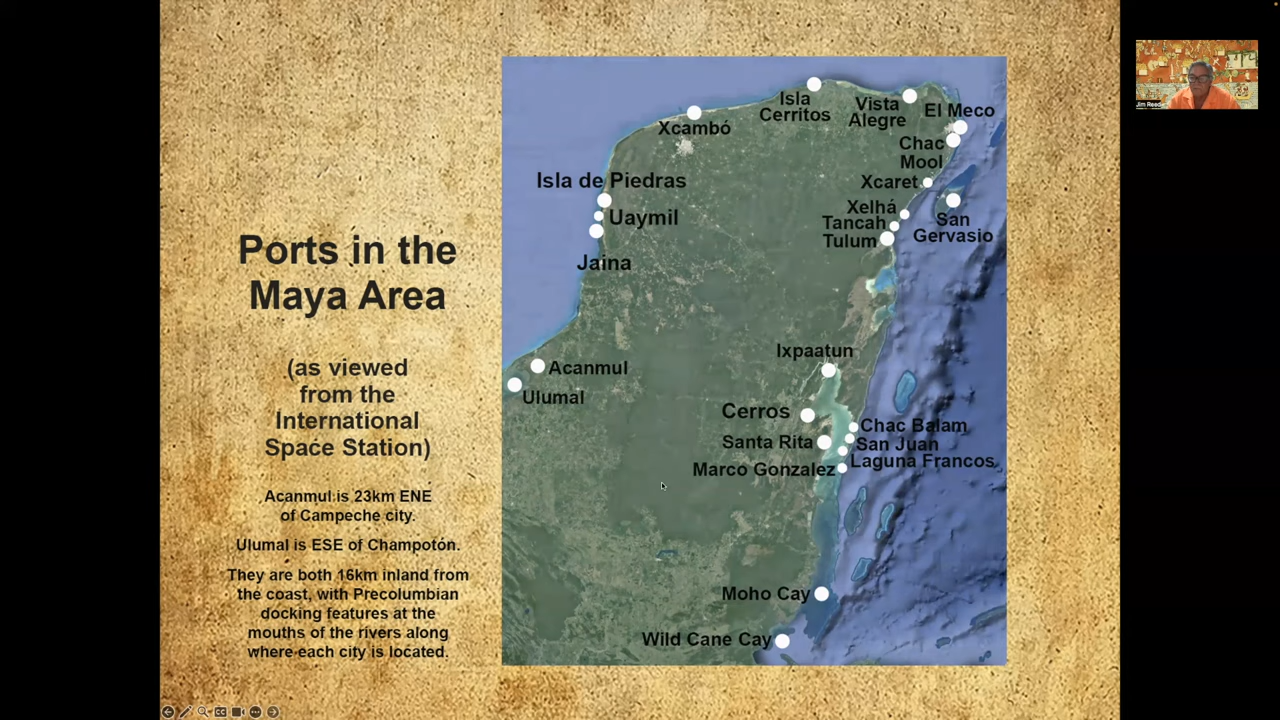 Ports in the
Maya Area
(as viewed
from the
International
Space Station)
Acanmul is 23km ENE
of Campeche city.
Ulumal is ESE of Champotón.
They are both 16km inland from
the coast, with Precolumbian
docking features at the
mouths of the rivers along
where each city is located.
Isla
Cerritos
Vista
Alegre
El Meco
Xcambó
Chac
Mool
Isla de Piedras
Xcaret
Uaymil
Xelhá
Tancah
Tulum
San
Gervasio
Jaina
Ixpaatun
Acanmul
Ulumal
Cerros
Chac Balam
Santa Rita
San Juan
Laguna Francos
Marco Gonzalez
Moho Cay
Wild Cane Cay
Jim Reed
CC